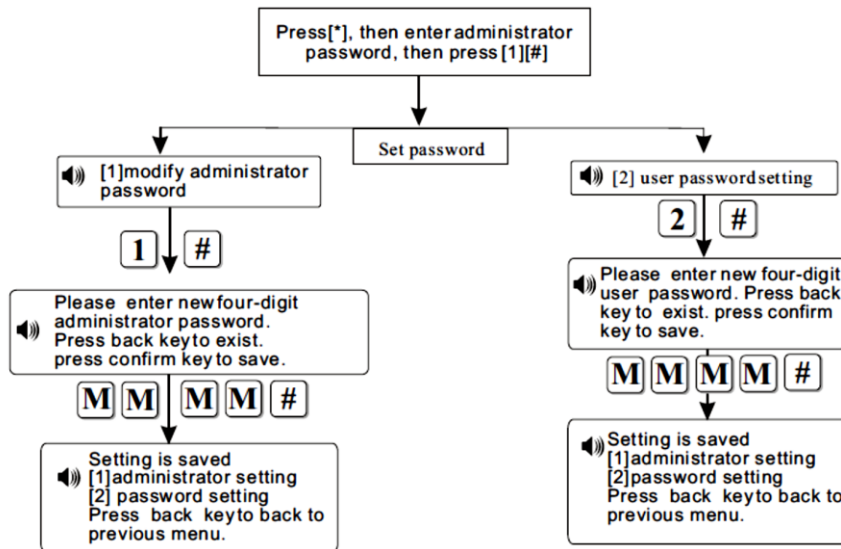 Press[*], then enter administrator
password, then press [1][#]
Set password
[1]modify administrator
password
1 #
Please enter new four-digit
administrator password.
Press back key to exist.
press confirm key to save.
M M M M #
Setting is saved
[1]administrator setting
[2] password setting
Press back key to back to
previous menu.
[2] user password setting
2 #
Please enter new four-digit
user password. Press back
key to exist. press confirm
key to save.
M M M M #
Setting is saved
[1]administrator setting
[2]password setting
Press back key to back to
previous menu.